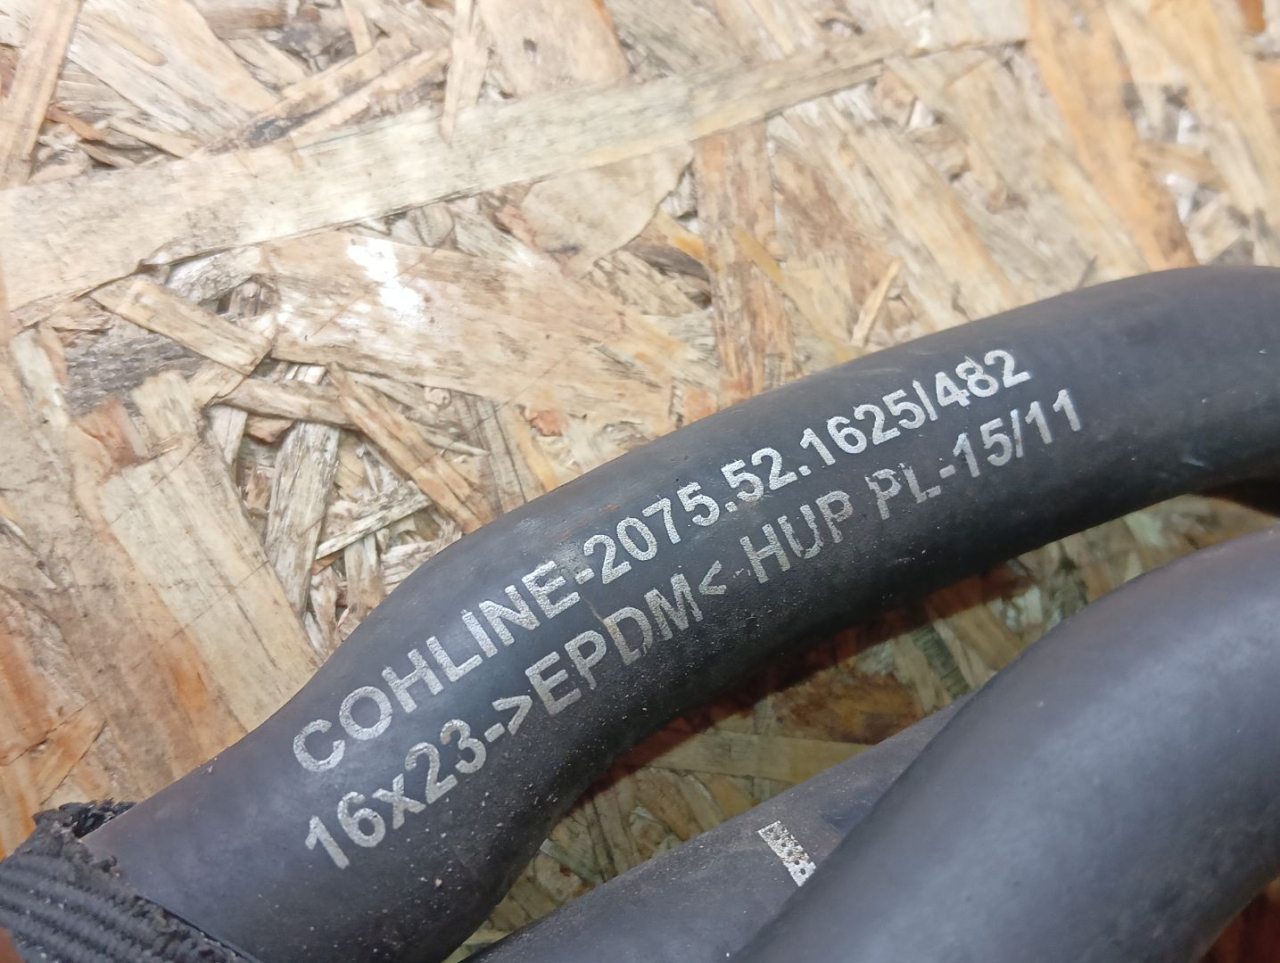 COHLINE-2075.52.1625/482
16x23->EPDM< HUP PL-15/11